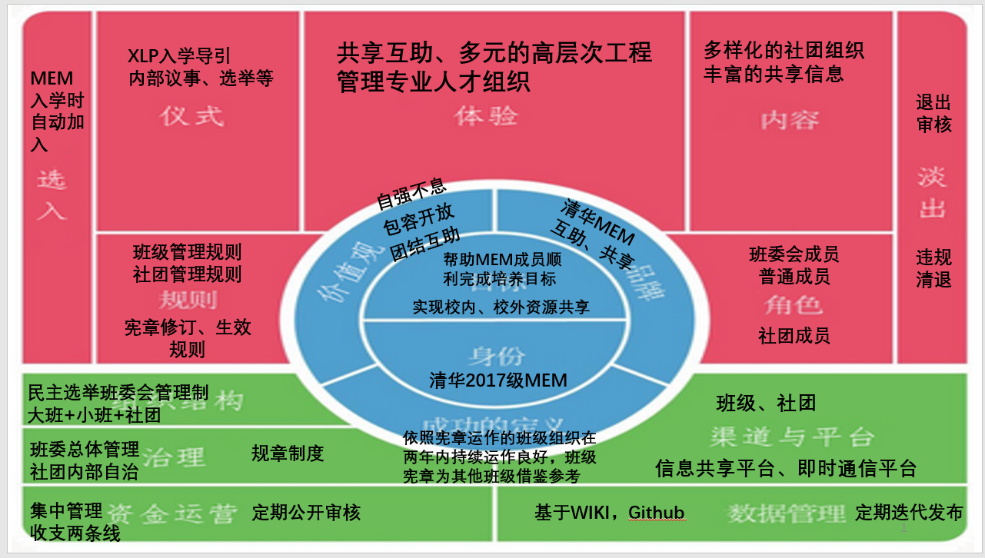 MEM
入学时
自动加
入
选
入
XLP入学导引
内部议事、选举等
仪式
共享互助、多元的高层次工程
管理专业人才组织
体验
多样化的社团组织
丰富的共享信息
内容
退出
审核
淡
出
违规
清退
班级管理规则
社团管理规则
规则
宪章修订、生效
规则
自强不息
包容开放
团结互助
价值观
清华MEM
互助、共享
品牌
帮助MEM成员顺
利完成培养目标
目标
实现校内、校外资源共享
身份
清华2017级MEM
成功的定义
依照宪章运作的班级组织在
两年内持续运作良好，班级
宪章为其他班级借鉴参考
班委会成员
普通成员
角色
社团成员
民主选举班委会管理制
大班+小班+社团
组织结构
班委总体管理
社团内部自治
治理
规章制度
集中管理
收支两条线
资金运营
定期公开审核
班级、社团
渠道与平台
信息共享平台、即时通信平台
基于WIKI，Github
数据管理
定期迭代发布
1